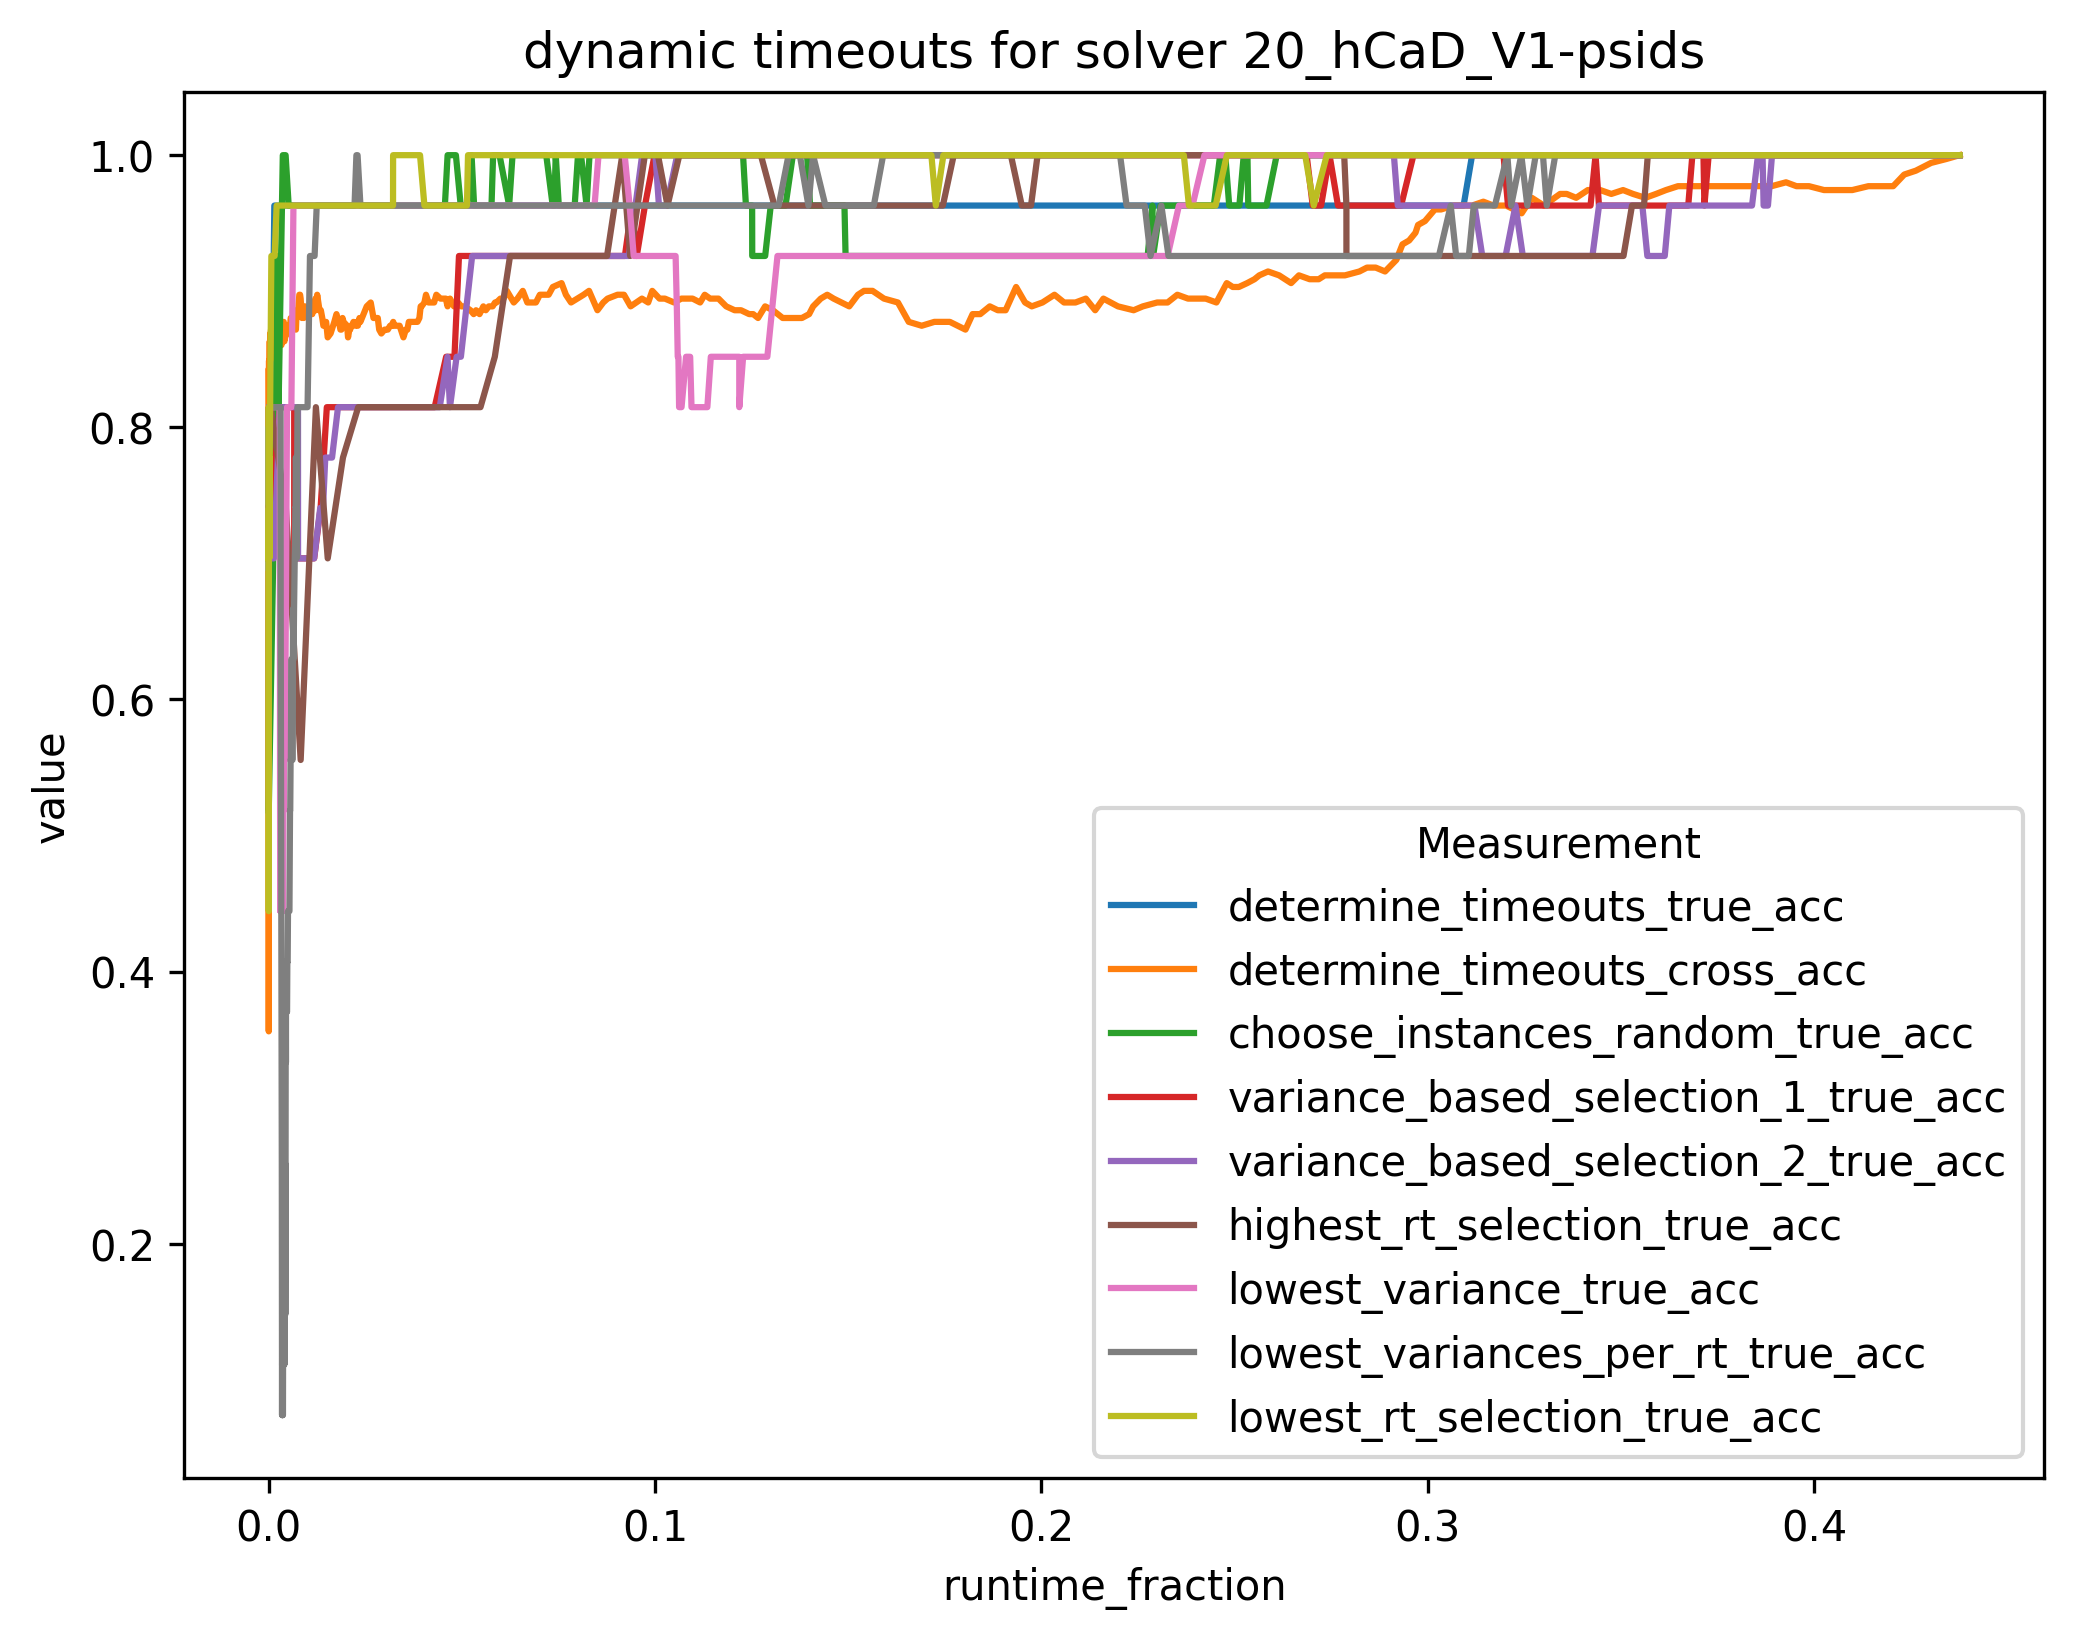 dynamic timeouts for solver 20_hCaD_V1-psids
1.0
0.8
0.6
0.4
0.2
value
0.0
0.1
0.2
0.3
0.4
runtime_fraction
Measurement
determine_timeouts_true_acc
determine_timeouts_cross_acc
choose_instances_random_true_acc
variance_based_selection_1_true_acc
variance_based_selection_2_true_acc
highest_rt_selection_true_acc
lowest_variance_true_acc
lowest_variances_per_rt_true_acc
lowest_rt_selection_true_acc